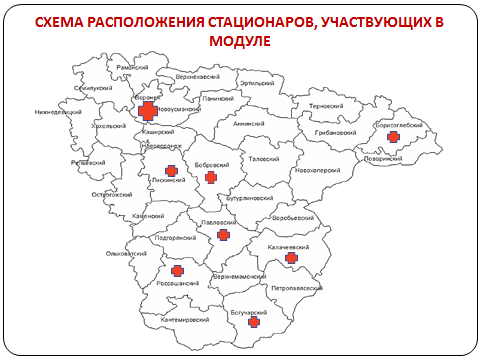 СХЕМА РАСПОЛОЖЕНИЯ СТАЦИОНАРОВ, УЧАСТВУЮЩИХ В
МОДУЛЕ
Рамонский
Верхнехавский
Эртильский
Семилукский
Воронеж
Панинский
Терновский
Нижнедевицкий
Новоусманский
Аннинский
Борисоглебский
Хохольский
Каширский
Грибановский
Нововоронеж
Поворинский
Репьевский
Бобровский
Таловский
Лискинский
Новохоперский
Острогожский
Бутурлиновский
Каменский
Воробьевский
Павловский
Подгоренский
Калачеевский
Ольховатский
Россошанский
Верхнемамонский
Петропавловский
Кантемировский
Богучарский